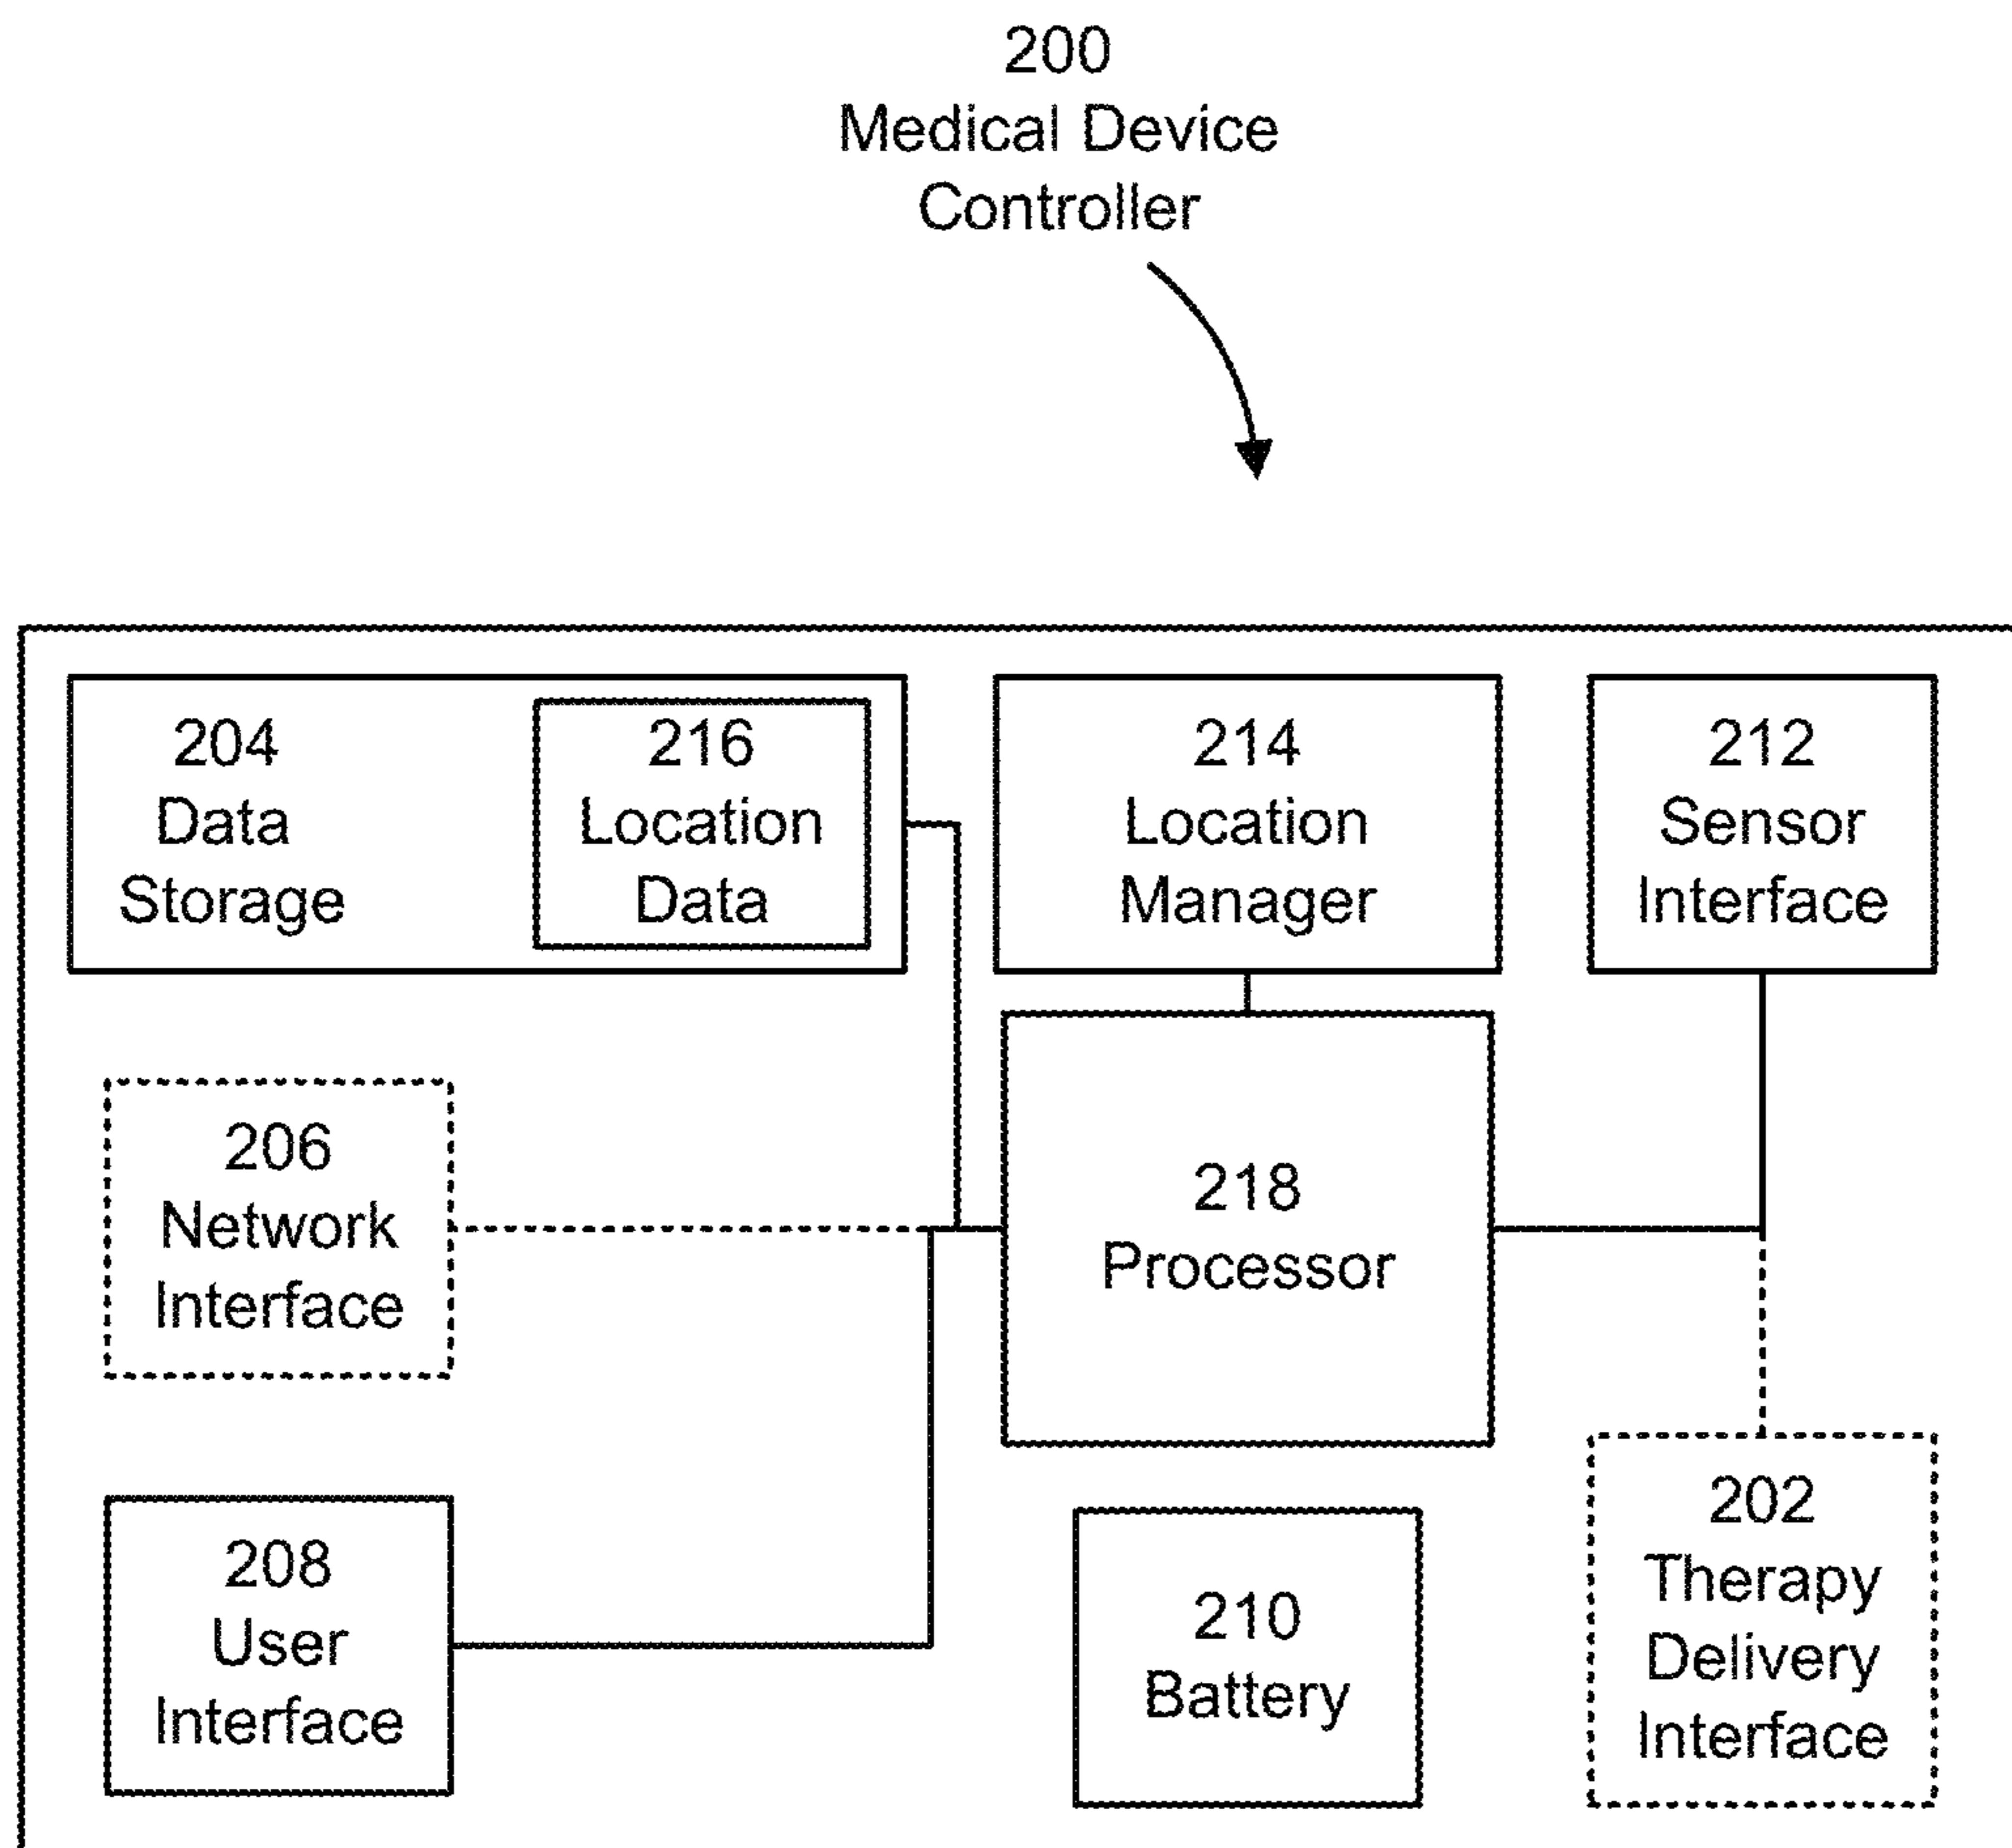 200
Medical Device
Controller
204
Data
Storage
216
Location
Data
214
Location
Manager
212
Sensor
Interface
206
Network
Interface
218
Processor
208
User
Interface
210
Battery
202
Therapy
Delivery
Interface